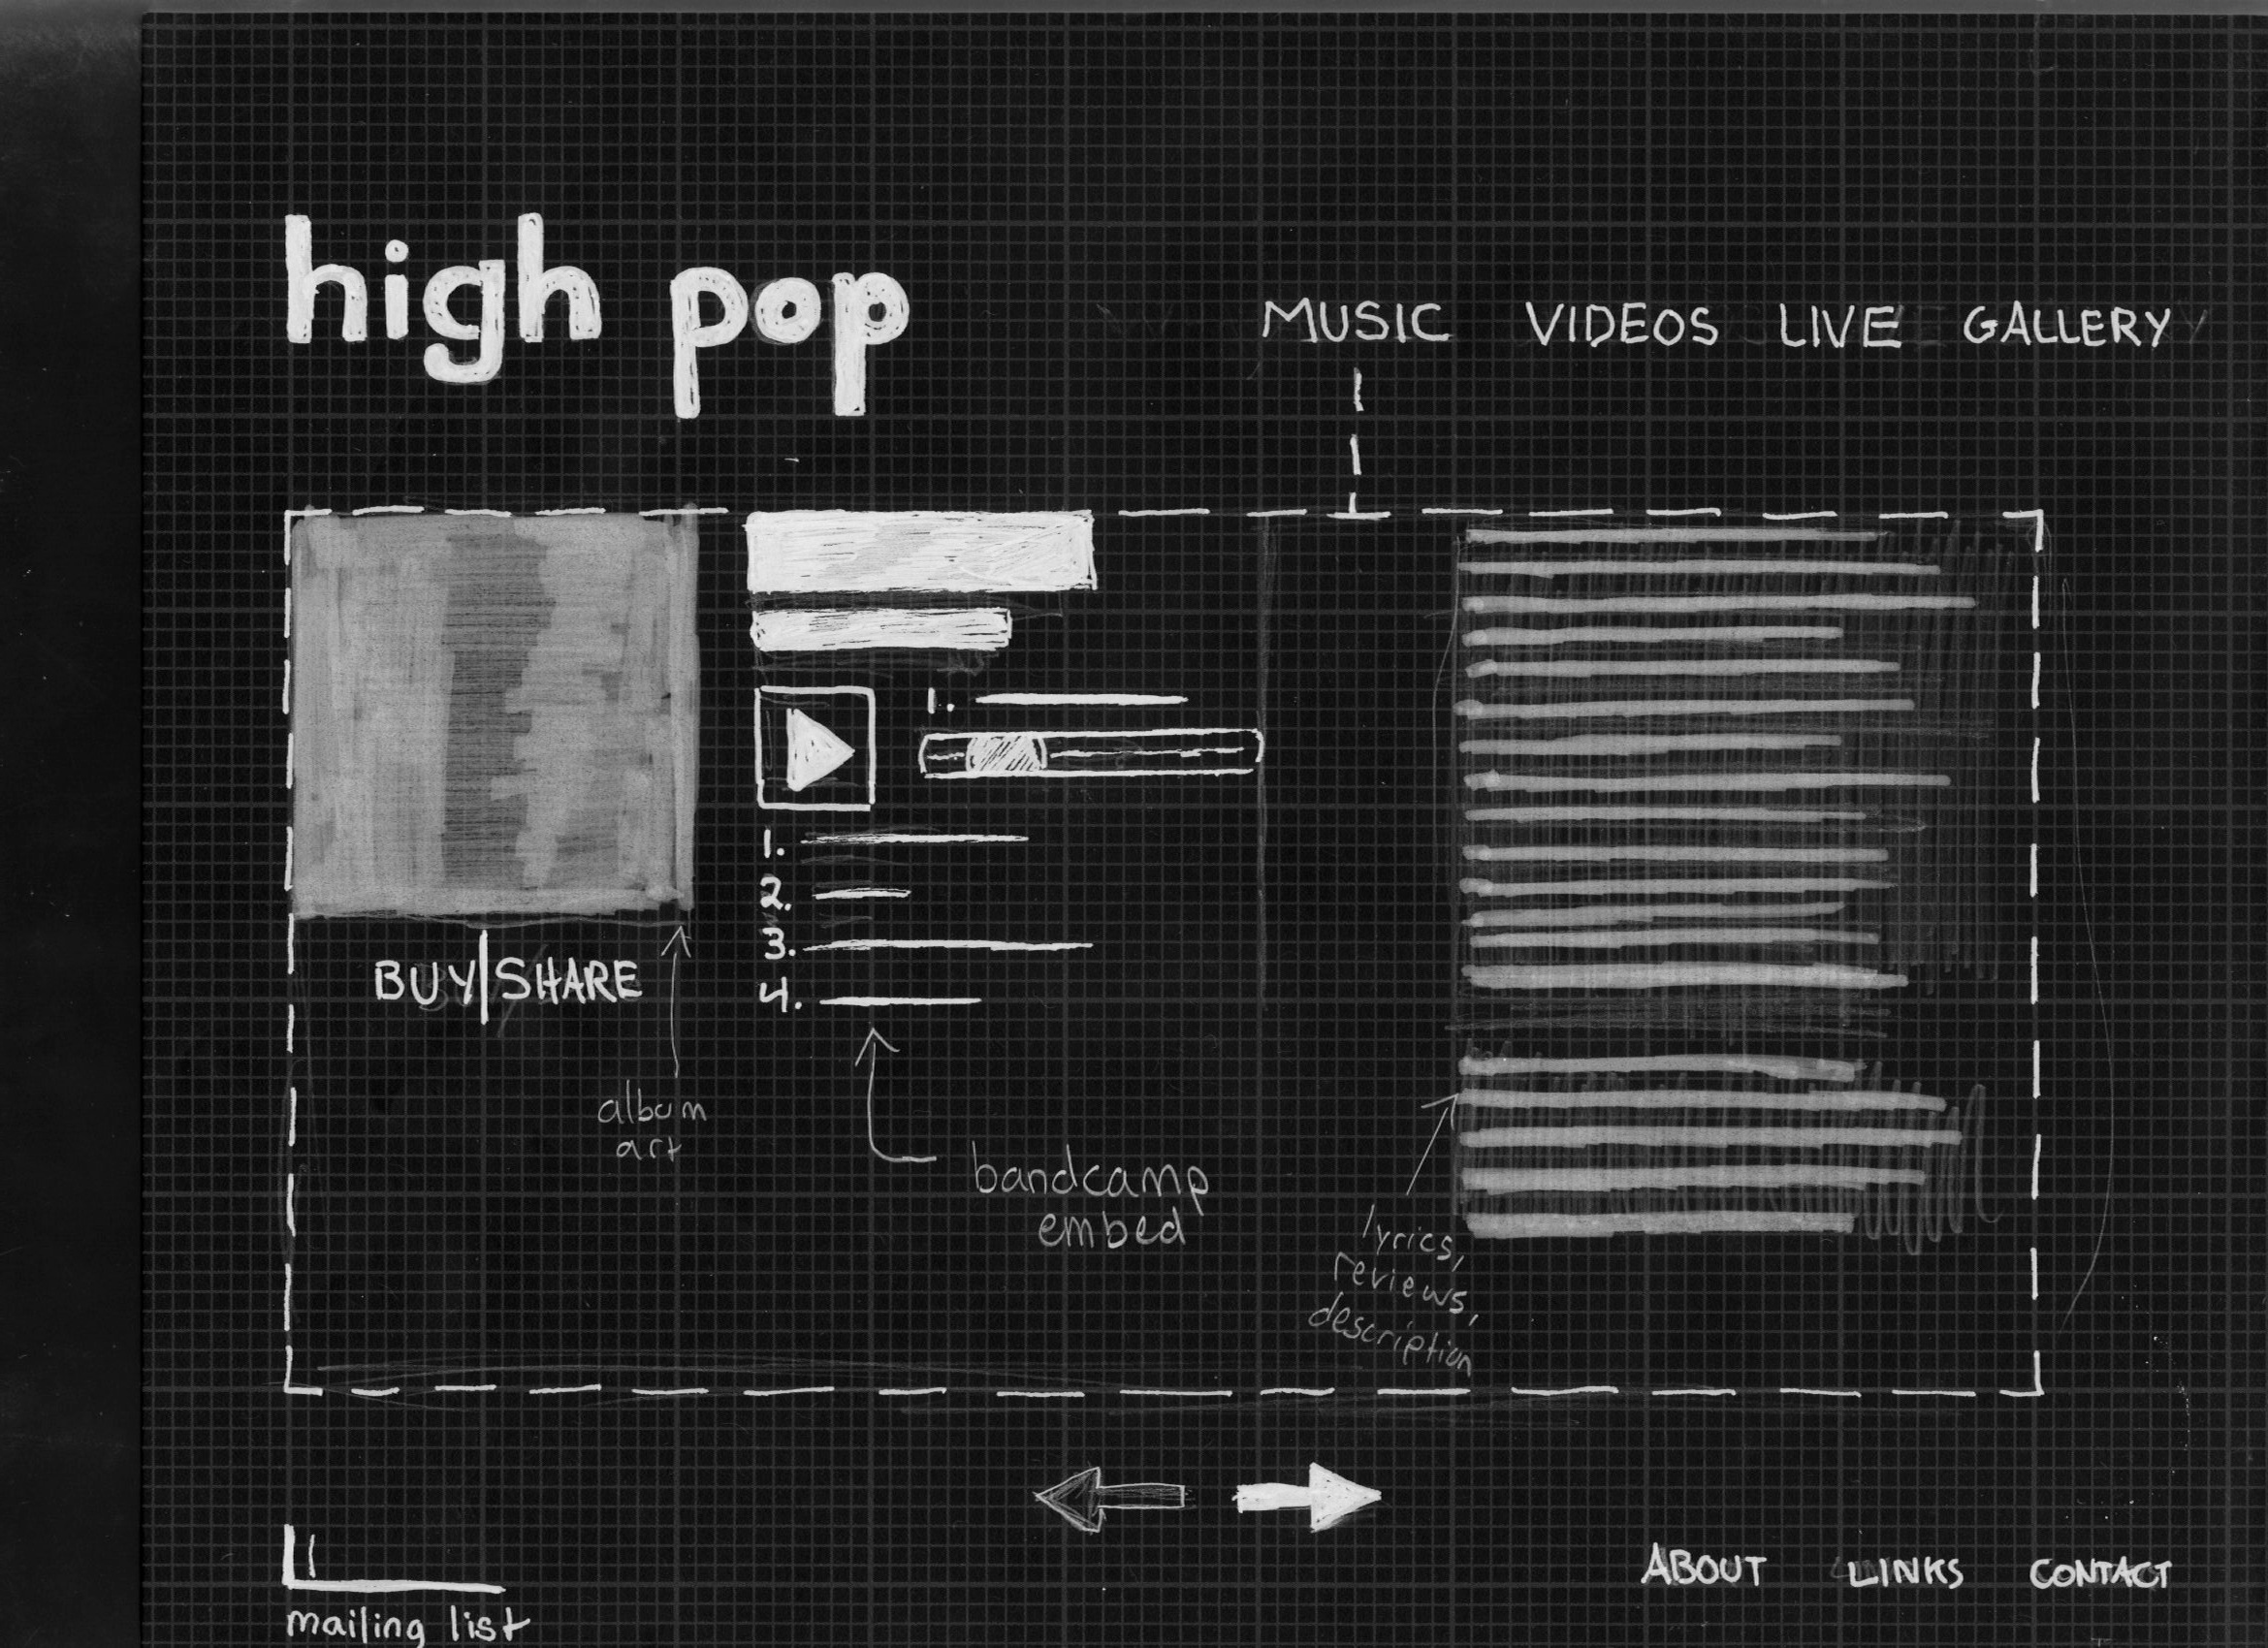 high pop
MUSIC VIDEOS LIVE GALLERY
1.
1.
2.
3.
4.
BUY|SHARE
album
art
bandcamp
embed
lyrics,
reviews,
description
mailing list
ABOUT LINKS CONTACT